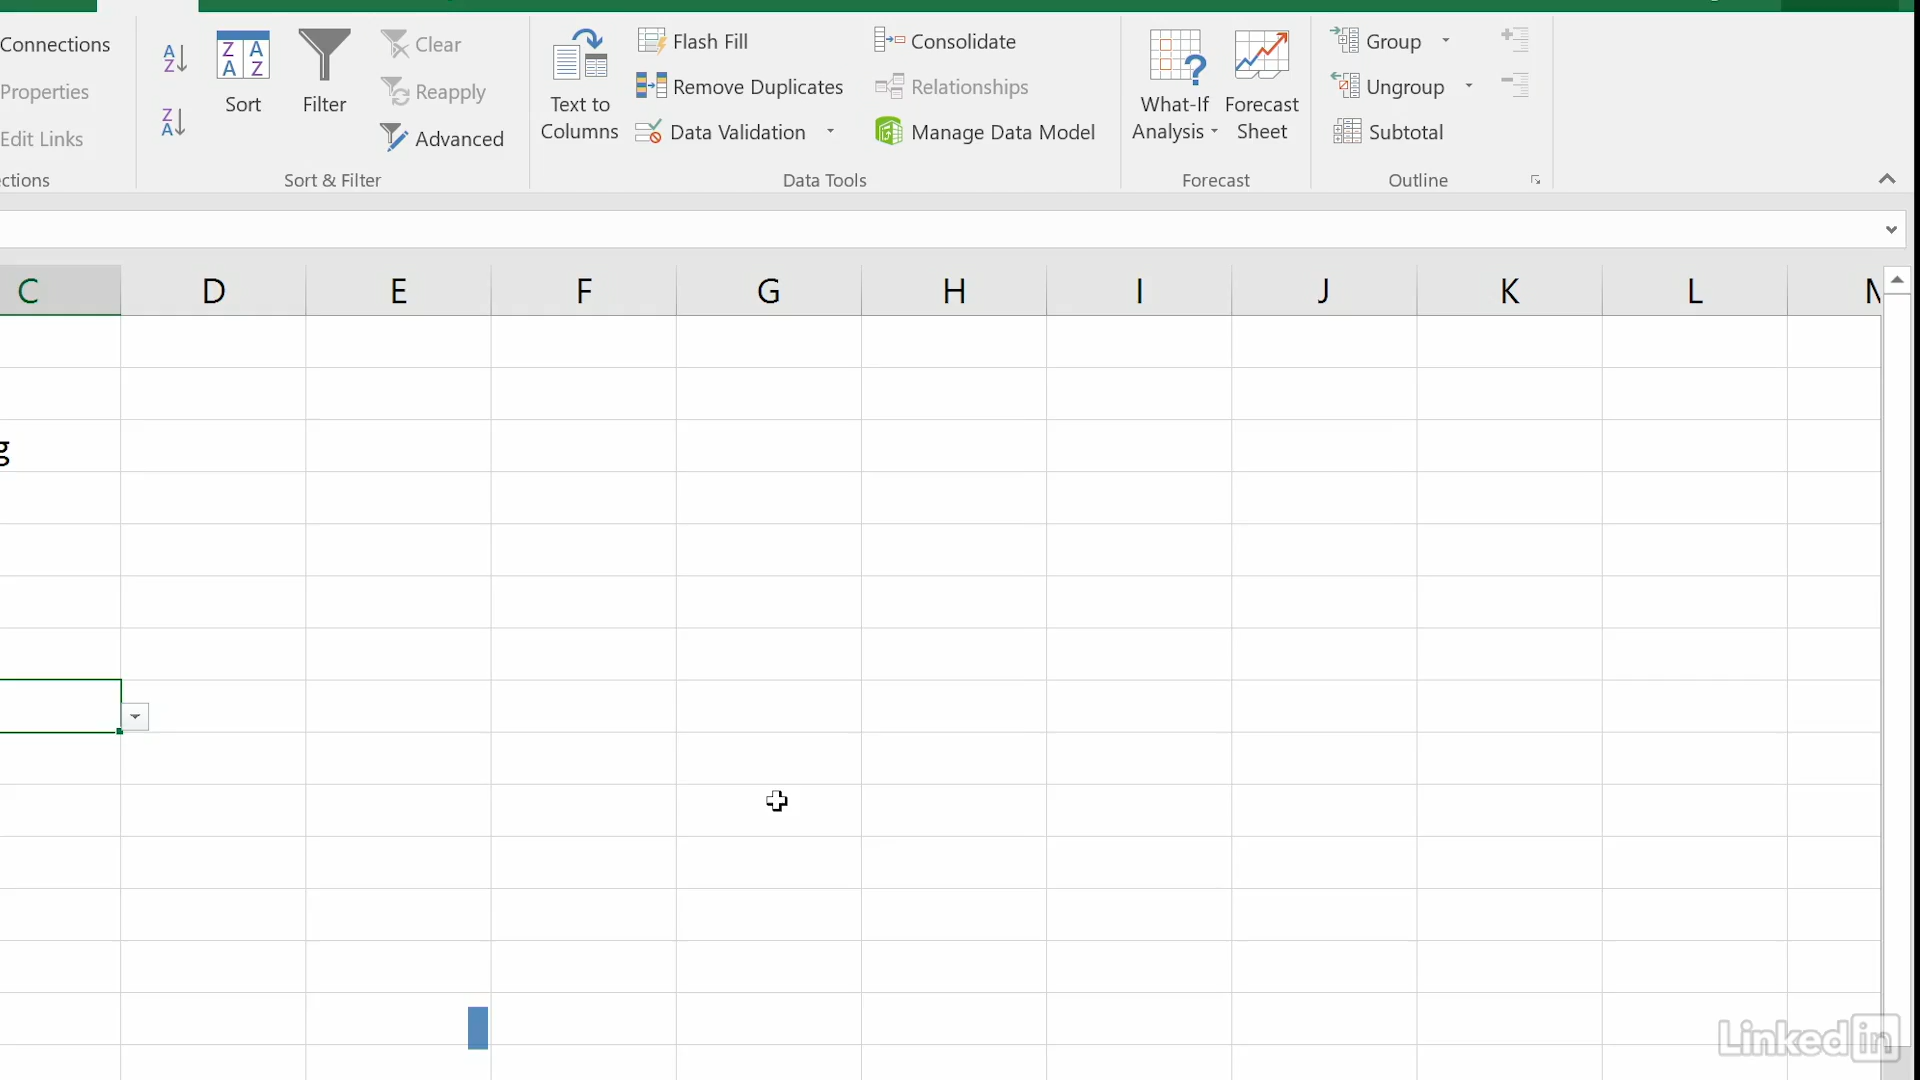 Connections
Properties
Edit Links
ctions
Sort
Filter
Clear
Reapply
Advanced
Sort & Filter
Text to
Columns
Flash Fill
Remove Duplicates
Data Validation
Consolidate
Relationships
Manage Data Model
Data Tools
What-If
Analysis
Forecast
Sheet
Forecast
Group
Ungroup
Subtotal
Outline
C D E F G H I J K L
g
LinkedIn